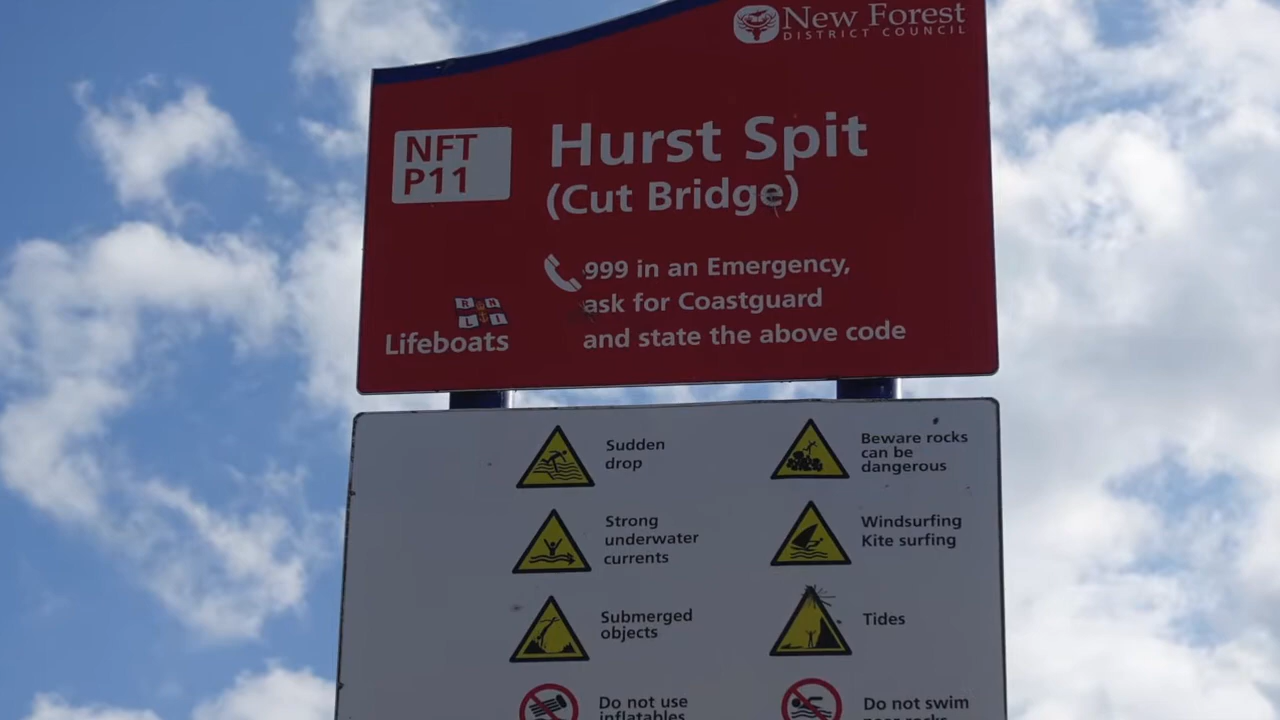 New Forest
DISTRICT COUNCIL
NFT
P11
Hurst Spit
(Cut Bridge)
999 in an Emergency,
ask for Coastguard
and state the above code
R N
L I
Lifeboats
Sudden
drop
Beware rocks
can be
dangerous
Strong
underwater
currents
Windsurfing
Kite surfing
Submerged
objects
Tides
Do not use
inflatables
Do not swim
near rocks